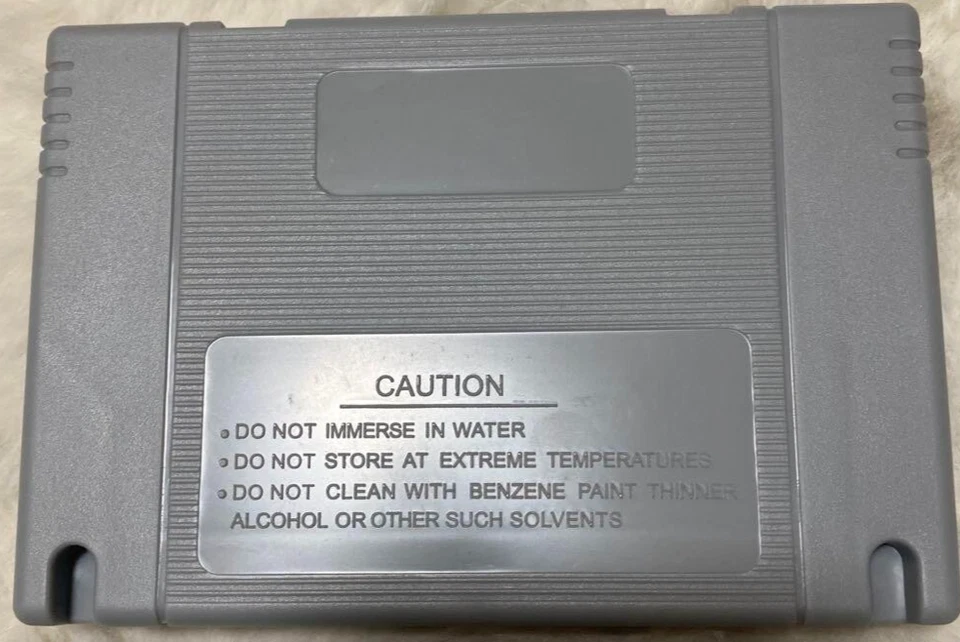 CAUTION
• DO NOT IMMERSE IN WATER
• DO NOT STORE AT EXTREME TEMPERATURES
• DO NOT CLEAN WITH BENZENE PAINT THINNER
ALCOHOL OR OTHER SUCH SOLVENTS